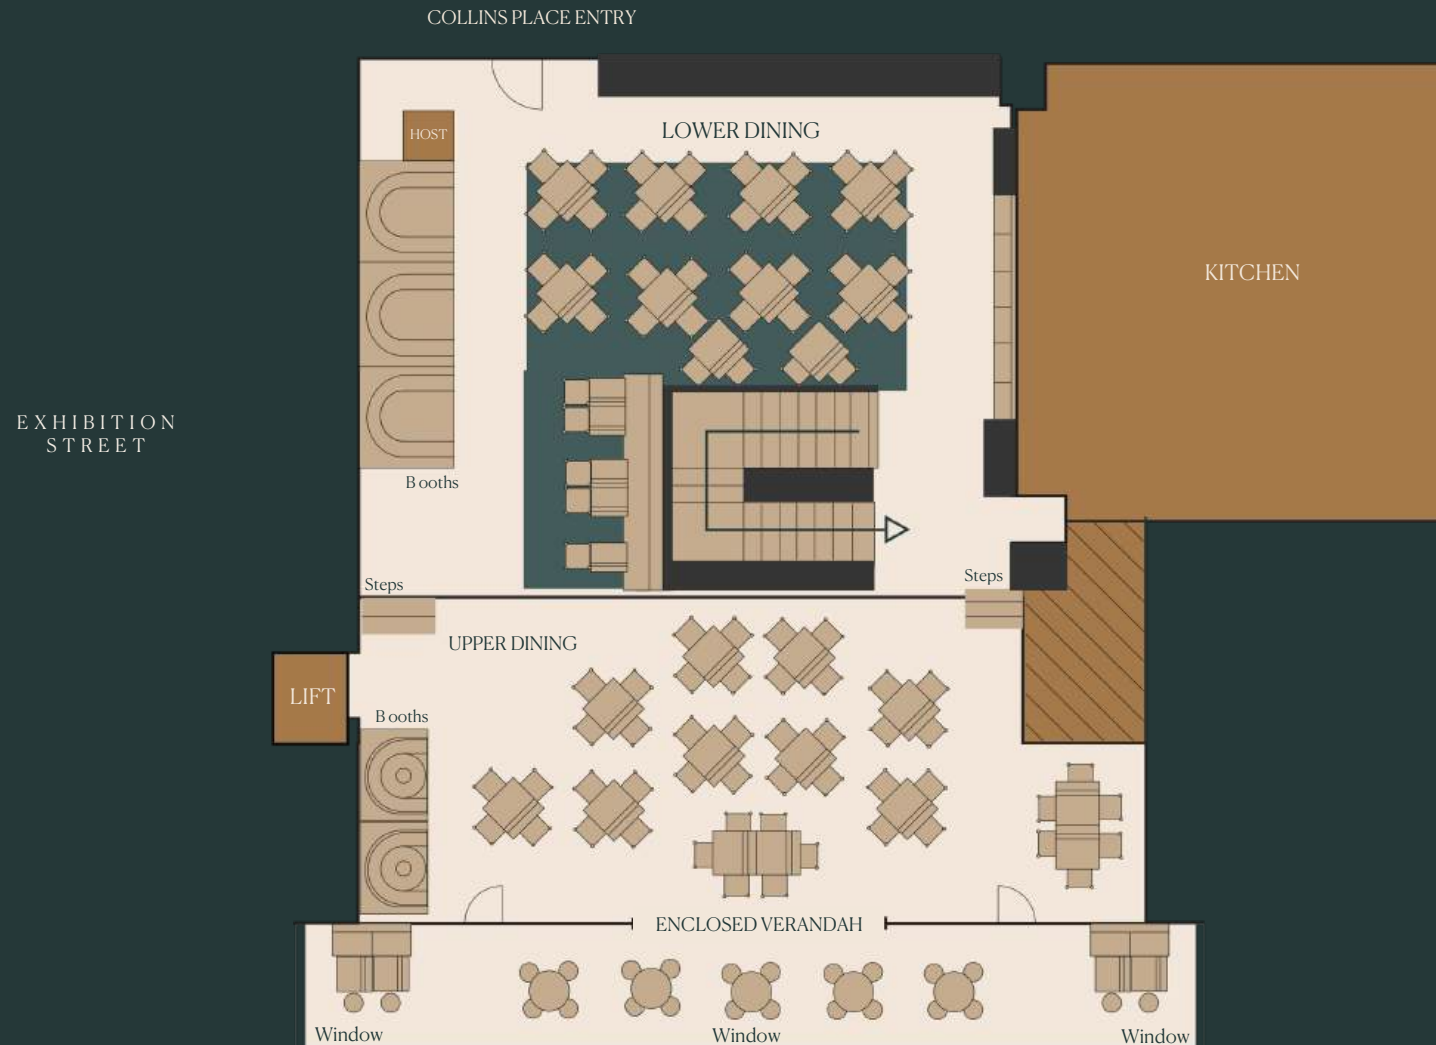 COLLINS PLACE ENTRY
HOST
LOWER DINING
KITCHEN
EXHIBITION
STREET
Booths
Steps
Steps
UPPER DINING
LIFT
Booths
ENCLOSED VERANDAH
Window
Window
Window